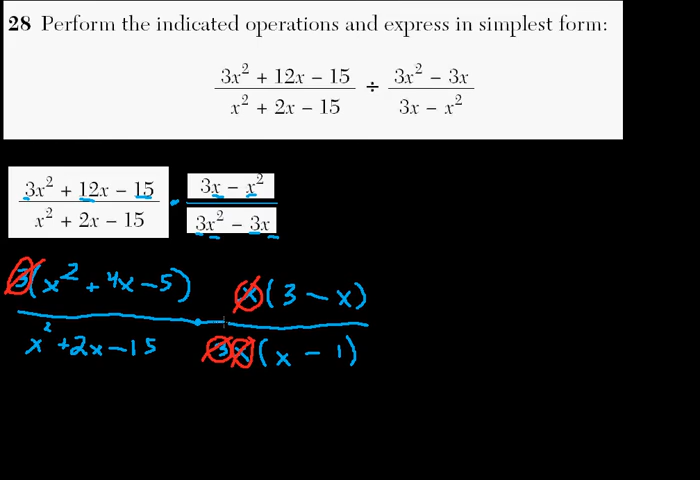 28 Perform the indicated operations and express in simplest form:
3x² + 12x − 15 / x² + 2x − 15 ÷ 3x² − 3x / 3x − x²
3x² + 12x − 15 / x² + 2x − 15 · 3x − x² / 3x² − 3x
3(x² + 4x − 5) x(3 − x)
x² + 2x − 15 3x(x − 1)